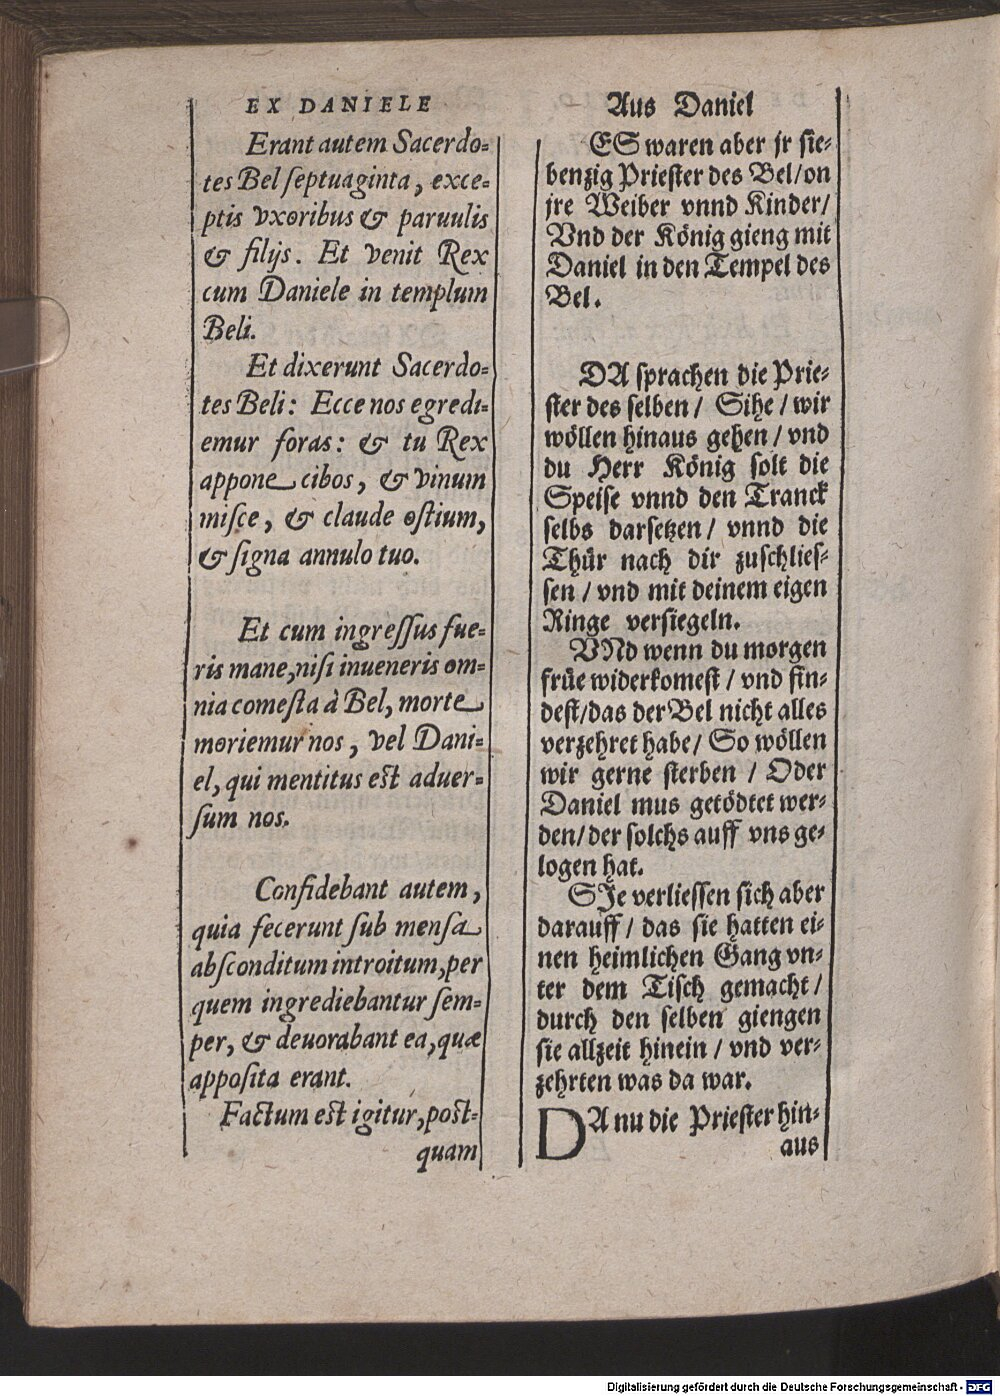 EX DANIELE
Erant autem Sacerdo-
tes Bel ſeptuaginta, exce-
ptis vxoribus & paruulis
& filijs. Et venit Rex
cum Daniele in templum
Beli.
Et dixerunt Sacerdo-
tes Beli: Ecce nos egredi-
emur foras: & tu Rex
appone cibos, & vinum
miſce, & claude oſtium,
& ſigna annulo tuo.
Et cum ingreſſus fue-
ris mane, niſi inueneris om-
nia comeſta à Bel, morte
moriemur nos, vel Dani-
el, qui mentitus eſt aduer-
ſum nos.
Confidebant autem,
quia fecerunt ſub menſa
abſconditum introitum, per
quem ingrediebantur ſem-
per, & deuorabant ea, quæ
appoſita erant.
Factum eſt igitur, poſt-
quam
Aus Daniel
ES waren aber jr ſie-
benzig Prieſter des Bel/ on
jre Weiber vnnd Kinder/
Vnd der König gieng mit
Daniel in den Tempel des
Bel.
DA ſprachen die Prie-
ſter des ſelben/ Sihe/ wir
wöllen hinaus gehen/ vnd
du Herr König ſolt die
Speiſe vnnd den Tranck
ſelbs darſetzen/ vnnd die
Thür nach dir zuſchlieſ-
ſen/ vnd mit deinem eigen
Ringe verſiegeln.
VNd wenn du morgen
früe widerkomeſt/ vnd fin-
deſt/ das der Bel nicht alles
verzehret habe/ So wöllen
wir gerne ſterben/ Oder
Daniel mus getödtet wer-
den/ der ſolchs auff vns ge-
logen hat.
SIe verlieſſen ſich aber
darauff/ das ſie hatten ei-
nen heimlichen Gang vn-
ter dem Tiſch gemacht/
durch den ſelben giengen
ſie allzeit hinein/ vnd ver-
zehrten was da war.
DA nu die Prieſter hin-
aus
Digitalisierung gefördert durch die Deutsche Forschungsgemeinschaft - DFG